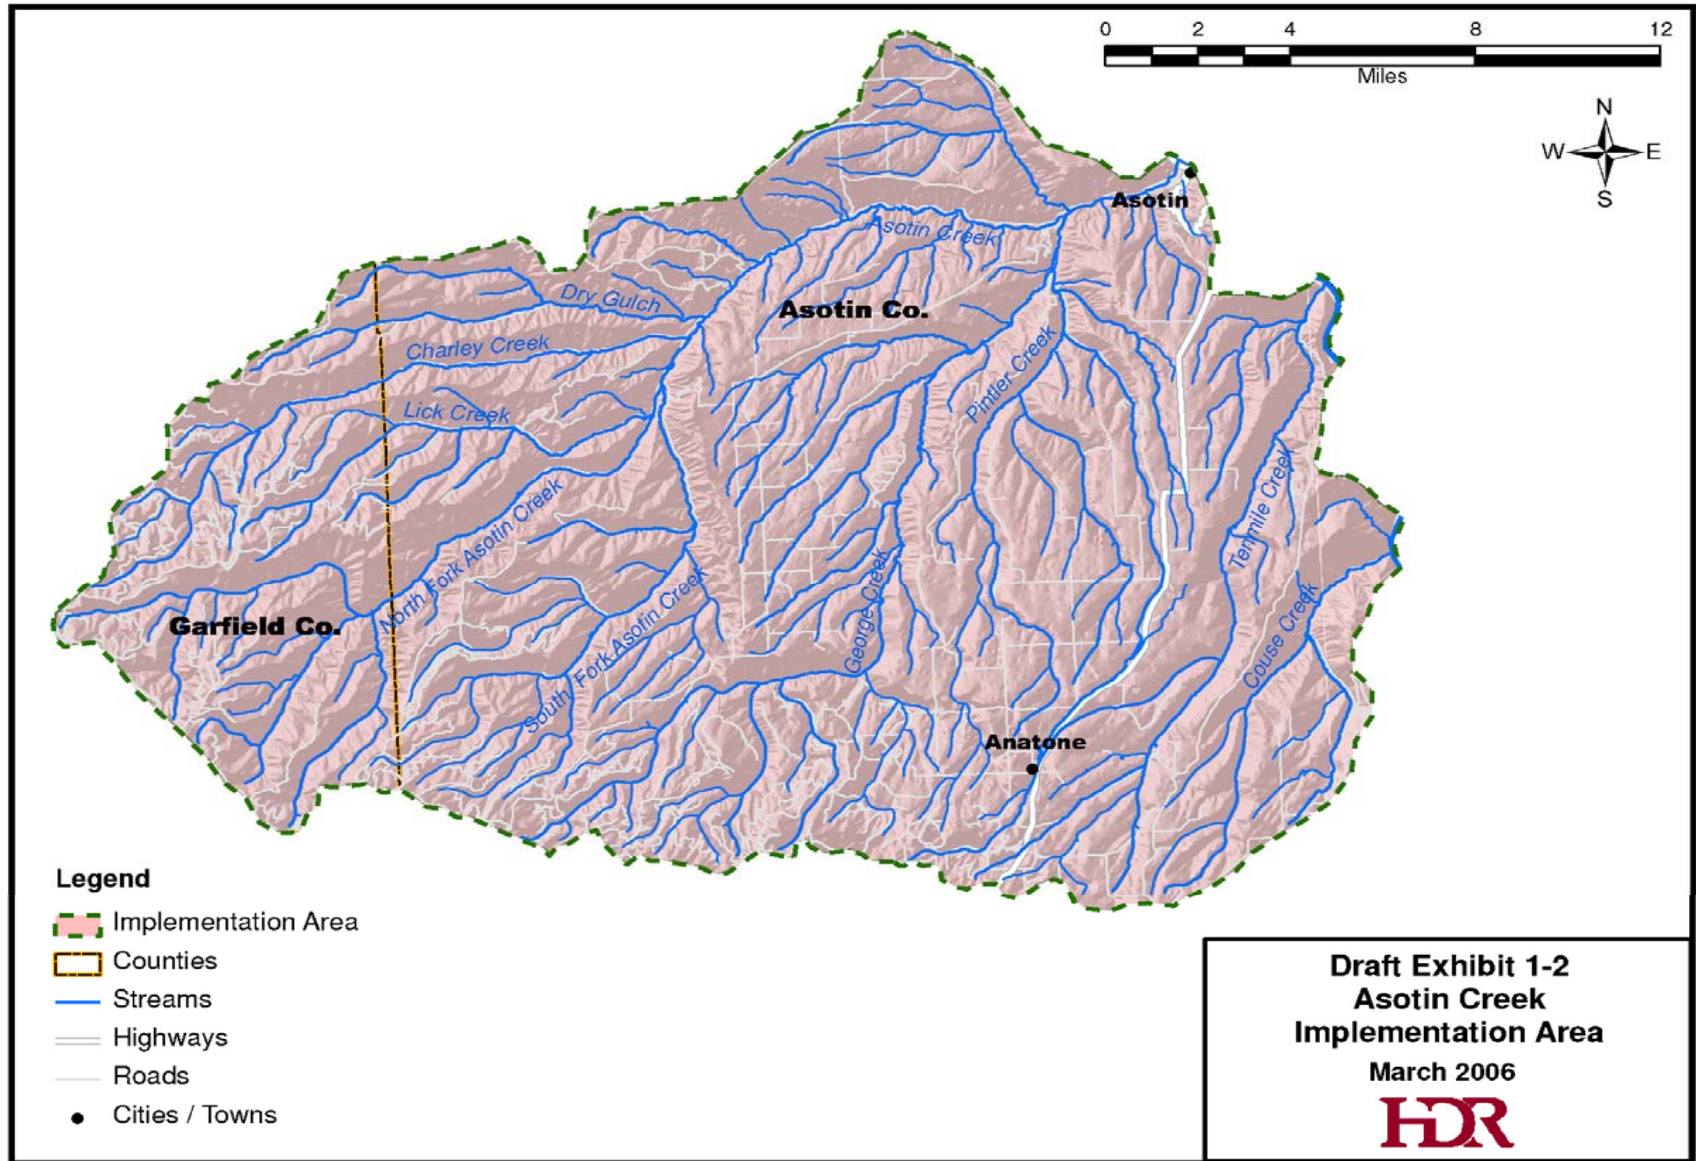 0 2 4 8 12
Miles
N
W E
S
Asotin
Asotin Creek
Dry Gulch
Asotin Co.
Charley Creek
Pintler Creek
Lick Creek
Tenmile Creek
North Fork Asotin Creek
George Creek
South Fork Asotin Creek
Couse Creek
Garfield Co.
Anatone
Legend
Implementation Area
Counties
Streams
Highways
Roads
Cities / Towns
Draft Exhibit 1-2
Asotin Creek
Implementation Area
March 2006
HDR